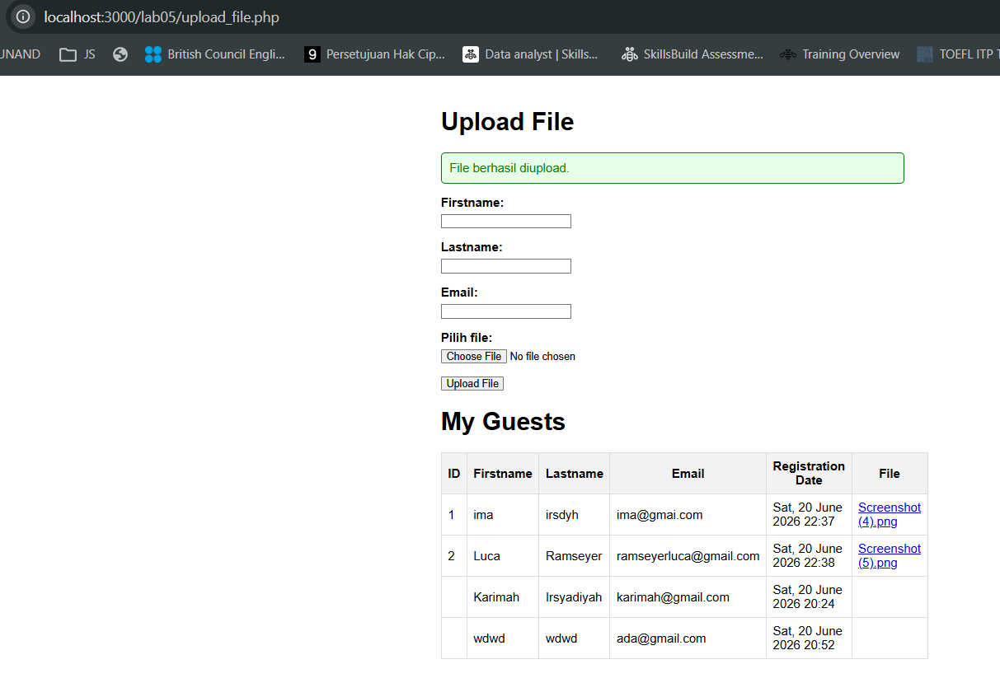 localhost:3000/lab05/upload_file.php
JNAND JS British Council Engli... 9 Persetujuan Hak Cip... Data analyst | Skills... SkillsBuild Assessme... Training Overview TOEFL ITP T
Upload File
File berhasil diupload.
Firstname:
Lastname:
Email:
Pilih file:
Choose File No file chosen
Upload File
My Guests
ID Firstname Lastname Email Registration Date File
1 ima irsdyh ima@gmai.com Sat, 20 June 2026 22:37 Screenshot (4).png
2 Luca Ramseyer ramseyerluca@gmail.com Sat, 20 June 2026 22:38 Screenshot (5).png
Karimah Irsyadiyah karimah@gmail.com Sat, 20 June 2026 20:24
wdwd wdwd ada@gmail.com Sat, 20 June 2026 20:52